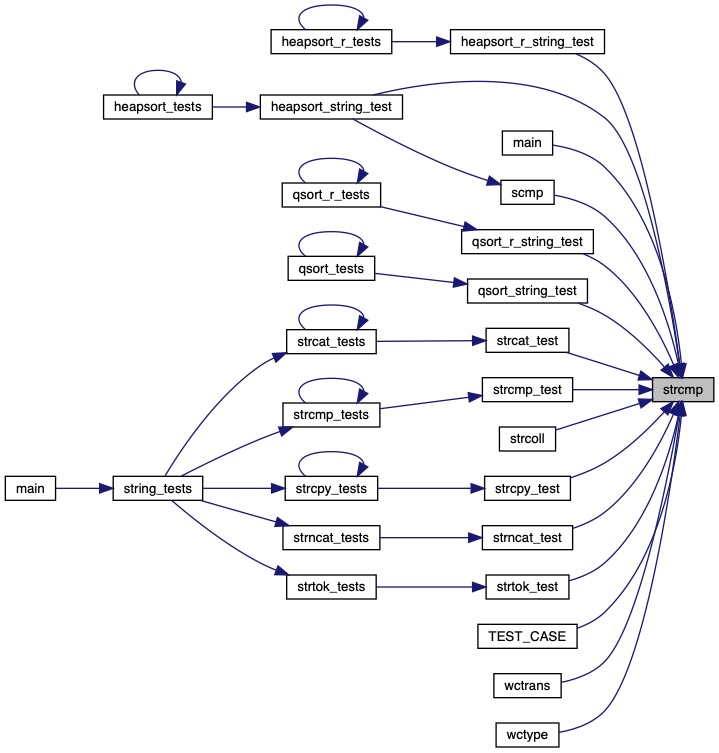 heapsort_r_tests
heapsort_r_string_test
heapsort_tests
heapsort_string_test
main
scmp
qsort_r_tests
qsort_r_string_test
qsort_tests
qsort_string_test
strcat_tests
strcat_test
strcmp
strcmp_tests
strcmp_test
strcoll
main
string_tests
strcpy_tests
strcpy_test
strncat_tests
strncat_test
strtok_tests
strtok_test
TEST_CASE
wctrans
wctype